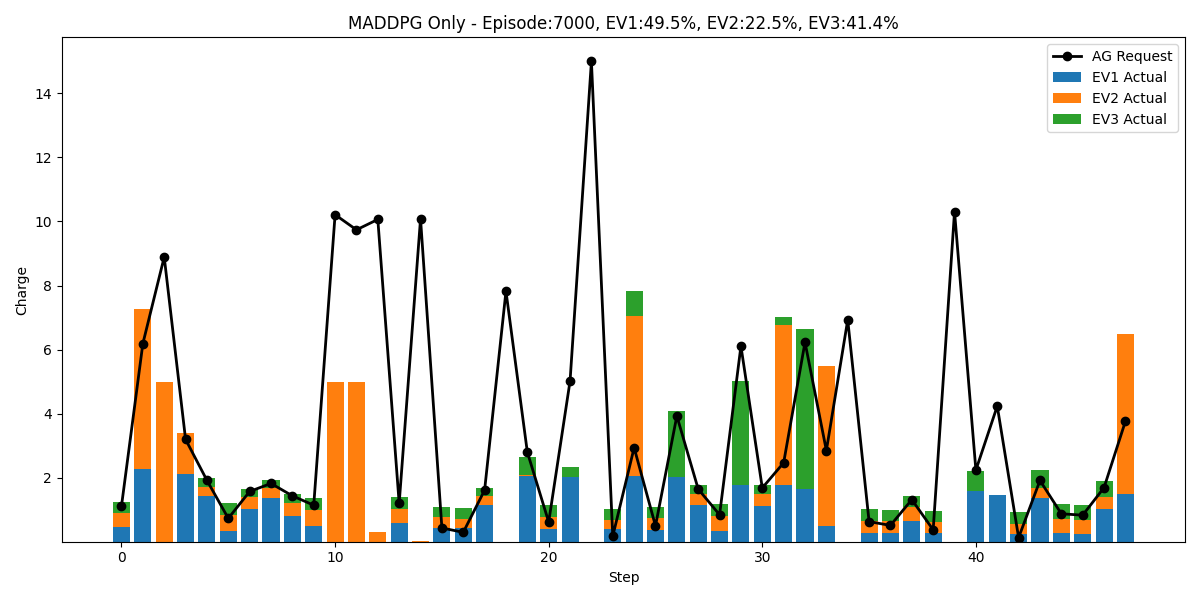 MADDPG Only - Episode:7000, EV1:49.5%, EV2:22.5%, EV3:41.4%
AG Request
EV1 Actual
EV2 Actual
EV3 Actual
Charge
14
12
10
8
6
4
2
0 10 20 30 40
Step